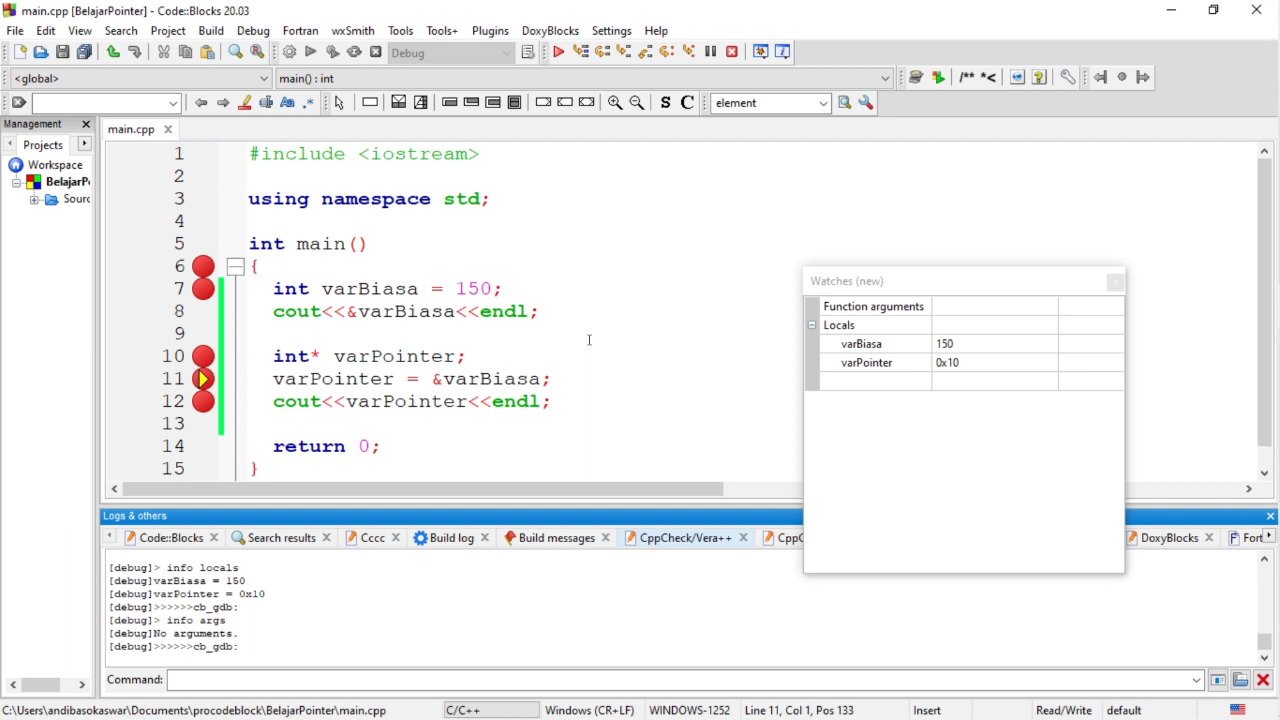 main.cpp [BelajarPointer] - Code::Blocks 20.03
File Edit View Search Project Build Debug Fortran wxSmith Tools Tools+ Plugins DoxyBlocks Settings Help
Debug
<global> main() : int
/** *<
S C element
Management
main.cpp
Projects
Workspace
BelajarP
Sourc
1 #include <iostream>
2
3 using namespace std;
4
5 int main()
6 {
7 int varBiasa = 150;
8 cout<<&varBiasa<<endl;
9
10 int* varPointer;
11 varPointer = &varBiasa;
12 cout<<varPointer<<endl;
13
14 return 0;
15 }
Watches (new)
Function arguments
Locals
varBiasa 150
varPointer 0x10
Logs & others
Code::Blocks Search results Cccc Build log Build messages CppCheck/Vera++ CppC DoxyBlocks Fort
[debug]> info locals
[debug]varBiasa = 150
[debug]varPointer = 0x10
[debug]>>>>>>cb_gdb:
[debug]> info args
[debug]No arguments.
[debug]>>>>>>cb_gdb:
Command:
C:\Users\andibasokaswar\Documents\procodeblock\BelajarPointer\main.cpp C/C++ Windows (CR+LF) WINDOWS-1252 Line 11, Col 1, Pos 133 Insert Read/Write default